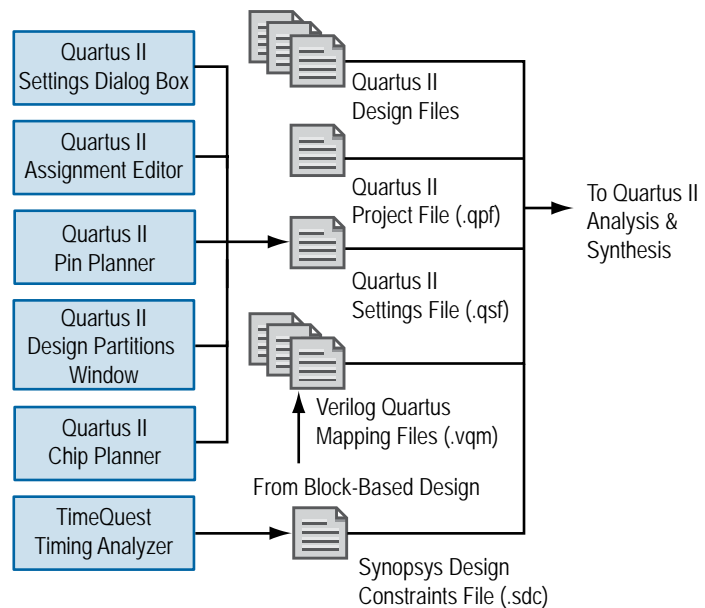 Quartus II
Settings Dialog Box
Quartus II
Assignment Editor
Quartus II
Pin Planner
Quartus II
Design Partitions
Window
Quartus II
Chip Planner
TimeQuest
Timing Analyzer
Quartus II
Design Files
Quartus II
Project File (.qpf)
Quartus II
Settings File (.qsf)
Verilog Quartus
Mapping Files (.vqm)
From Block-Based Design
Synopsys Design
Constraints File (.sdc)
To Quartus II
Analysis &
Synthesis